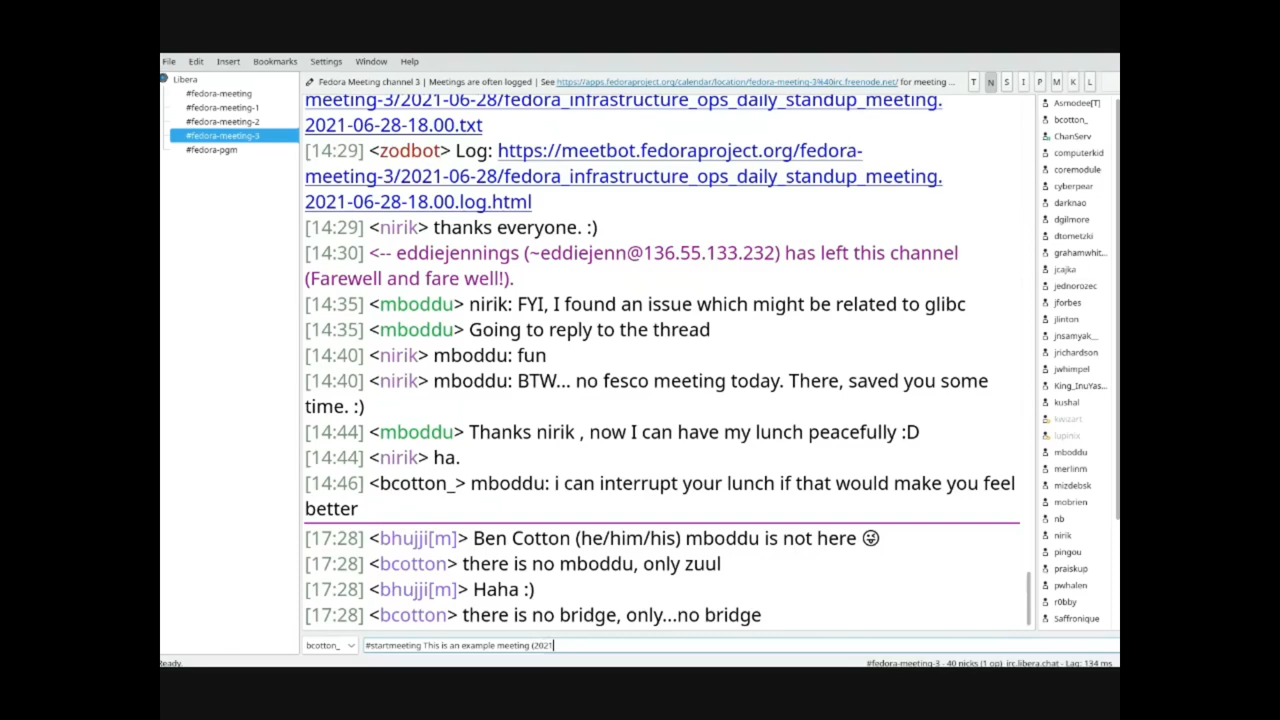 File Edit Insert Bookmarks Settings Window Help
Libera
#fedora-meeting
#fedora-meeting-1
#fedora-meeting-2
#fedora-meeting-3
#fedora-pgm
Fedora Meeting channel 3 | Meetings are often logged | See https://apps.fedoraproject.org/calendar/location/fedora-meeting-3%40irc.freenode.net/ for meeting ...
T N S I P M K L
meeting-3/2021-06-28/fedora_infrastructure_ops_daily_standup_meeting.
2021-06-28-18.00.txt
[14:29] <zodbot> Log: https://meetbot.fedoraproject.org/fedora-
meeting-3/2021-06-28/fedora_infrastructure_ops_daily_standup_meeting.
2021-06-28-18.00.log.html
[14:29] <nirik> thanks everyone. :)
[14:30] <-- eddiejennings (~eddiejenn@136.55.133.232) has left this channel
(Farewell and fare well!).
[14:35] <mboddu> nirik: FYI, I found an issue which might be related to glibc
[14:35] <mboddu> Going to reply to the thread
[14:40] <nirik> mboddu: fun
[14:40] <nirik> mboddu: BTW... no fesco meeting today. There, saved you some
time. :)
[14:44] <mboddu> Thanks nirik , now I can have my lunch peacefully :D
[14:44] <nirik> ha.
[14:46] <bcotton_> mboddu: i can interrupt your lunch if that would make you feel
better
[17:28] <bhujji[m]> Ben Cotton (he/him/his) mboddu is not here 😜
[17:28] <bcotton> there is no mboddu, only zuul
[17:28] <bhujji[m]> Haha :)
[17:28] <bcotton> there is no bridge, only...no bridge
Asmodee[T]
bcotton_
ChanServ
computerkid
coremodule
cyberpear
darknao
dgilmore
dtometzki
grahamwhit...
jcajka
jednorozec
jforbes
jlinton
jnsamyak__
jrichardson
jwhimpel
King_InuYas...
kushal
kwizart
lupinix
mboddu
merlinm
mizdebsk
mobrien
nb
nirik
pingou
praiskup
pwhalen
r0bby
Saffronique
bcotton_ #startmeeting This is an example meeting (2021
Ready. #fedora-meeting-3 - 40 nicks (1 op) irc.libera.chat - Lag: 134 ms